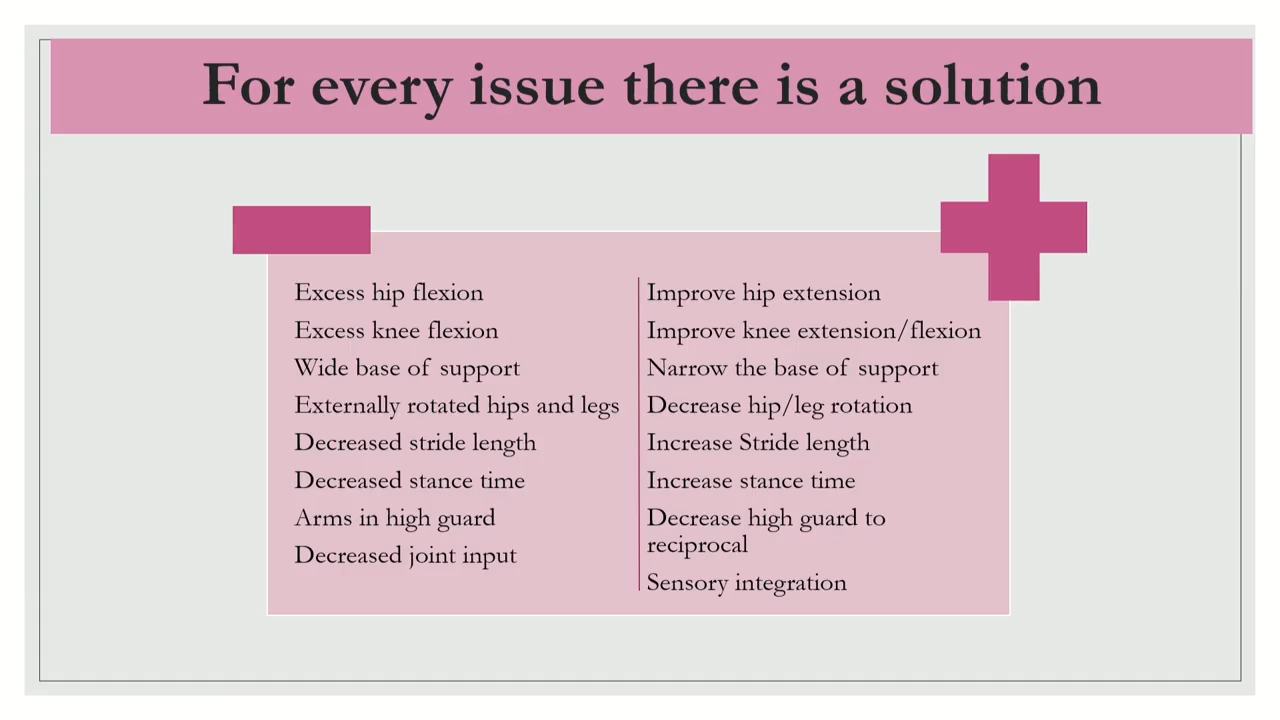 For every issue there is a solution
Excess hip flexion
Excess knee flexion
Wide base of support
Externally rotated hips and legs
Decreased stride length
Decreased stance time
Arms in high guard
Decreased joint input
Improve hip extension
Improve knee extension/flexion
Narrow the base of support
Decrease hip/leg rotation
Increase Stride length
Increase stance time
Decrease high guard to
reciprocal
Sensory integration